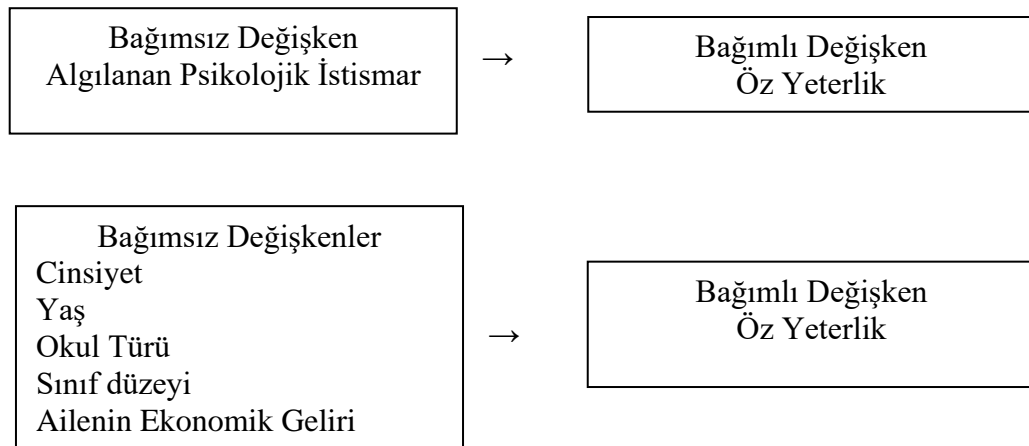 Bağımsız Değişken
Algılanan Psikolojik İstismar
→
Bağımlı Değişken
Öz Yeterlik
Bağımsız Değişkenler
Cinsiyet
Yaş
Okul Türü
Sınıf düzeyi
Ailenin Ekonomik Geliri
→
Bağımlı Değişken
Öz Yeterlik